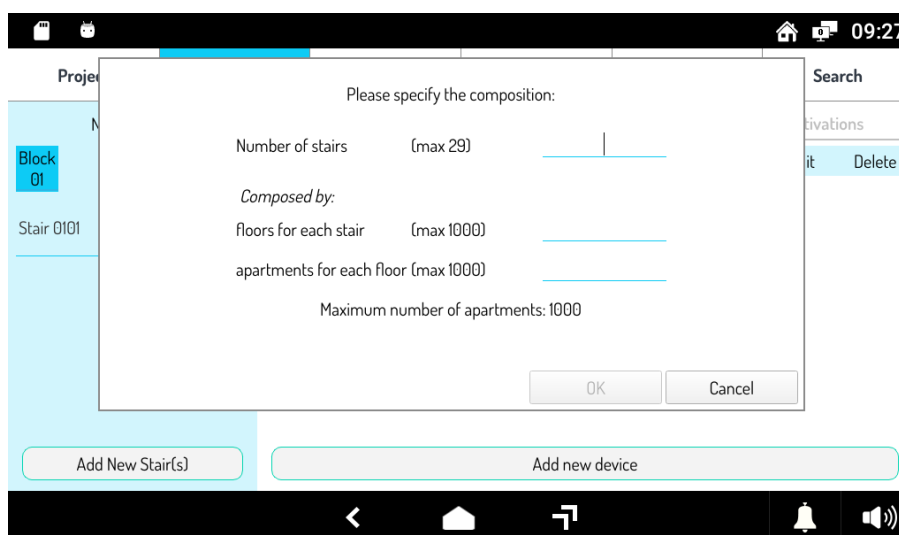 09:27
Projec
Search
Please specify the composition:
N
tivations
Number of stairs (max 29)
Block
01
it Delete
Composed by:
Stair 0101
floors for each stair (max 1000)
apartments for each floor (max 1000)
Maximum number of apartments: 1000
OK Cancel
Add New Stair(s) Add new device